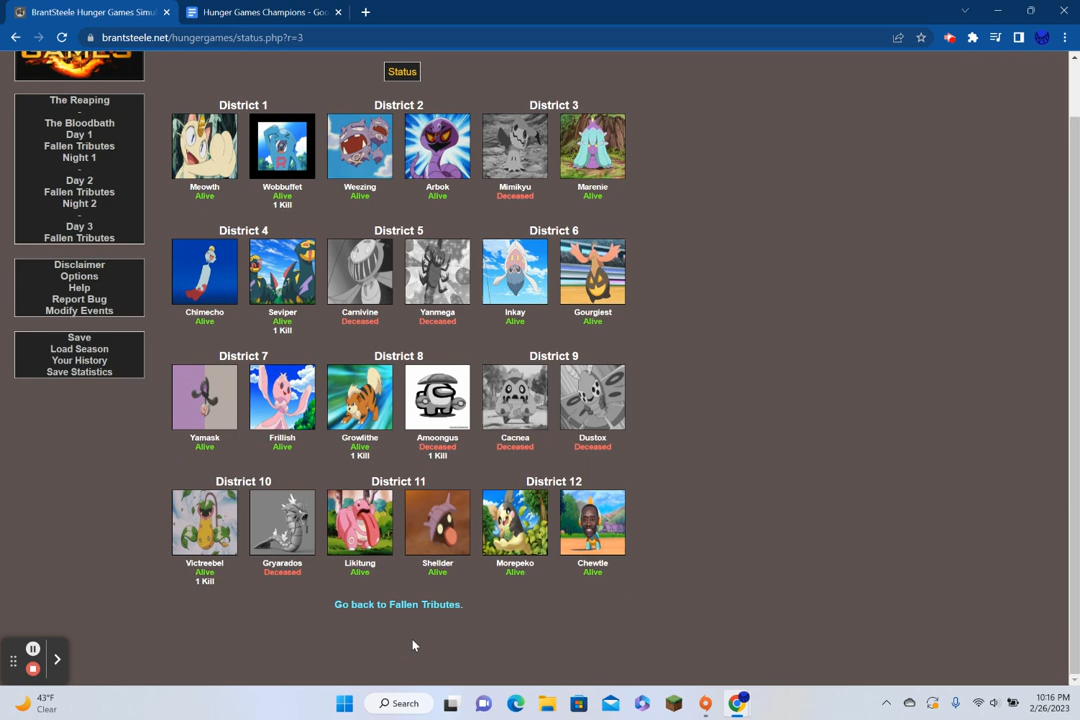 BrantSteele Hunger Games Simu
Hunger Games Champions - Goo
brantsteele.net/hungergames/status.php?r=3
GAMES
Status
The Reaping
-
The Bloodbath
Day 1
Fallen Tributes
Night 1
-
Day 2
Fallen Tributes
Night 2
-
Day 3
Fallen Tributes
Disclaimer
Options
Help
Report Bug
Modify Events
Save
Load Season
Your History
Save Statistics
District 1 District 2 District 3
Meowth Wobbuffet Weezing Arbok Mimikyu Marenie
Alive Alive Alive Alive Deceased Alive
1 Kill
District 4 District 5 District 6
Chimecho Seviper Carnivine Yanmega Inkay Gourgiest
Alive Alive Deceased Deceased Alive Alive
1 Kill
District 7 District 8 District 9
Yamask Frillish Growlithe Amoongus Cacnea Dustox
Alive Alive Alive Deceased Deceased Deceased
1 Kill 1 Kill
District 10 District 11 District 12
Victreebel Gryarados Likitung Shellder Morepeko Chewtle
Alive Deceased Alive Alive Alive Alive
1 Kill
Go back to Fallen Tributes.
43°F
Clear
Search
10:16 PM
2/26/2023